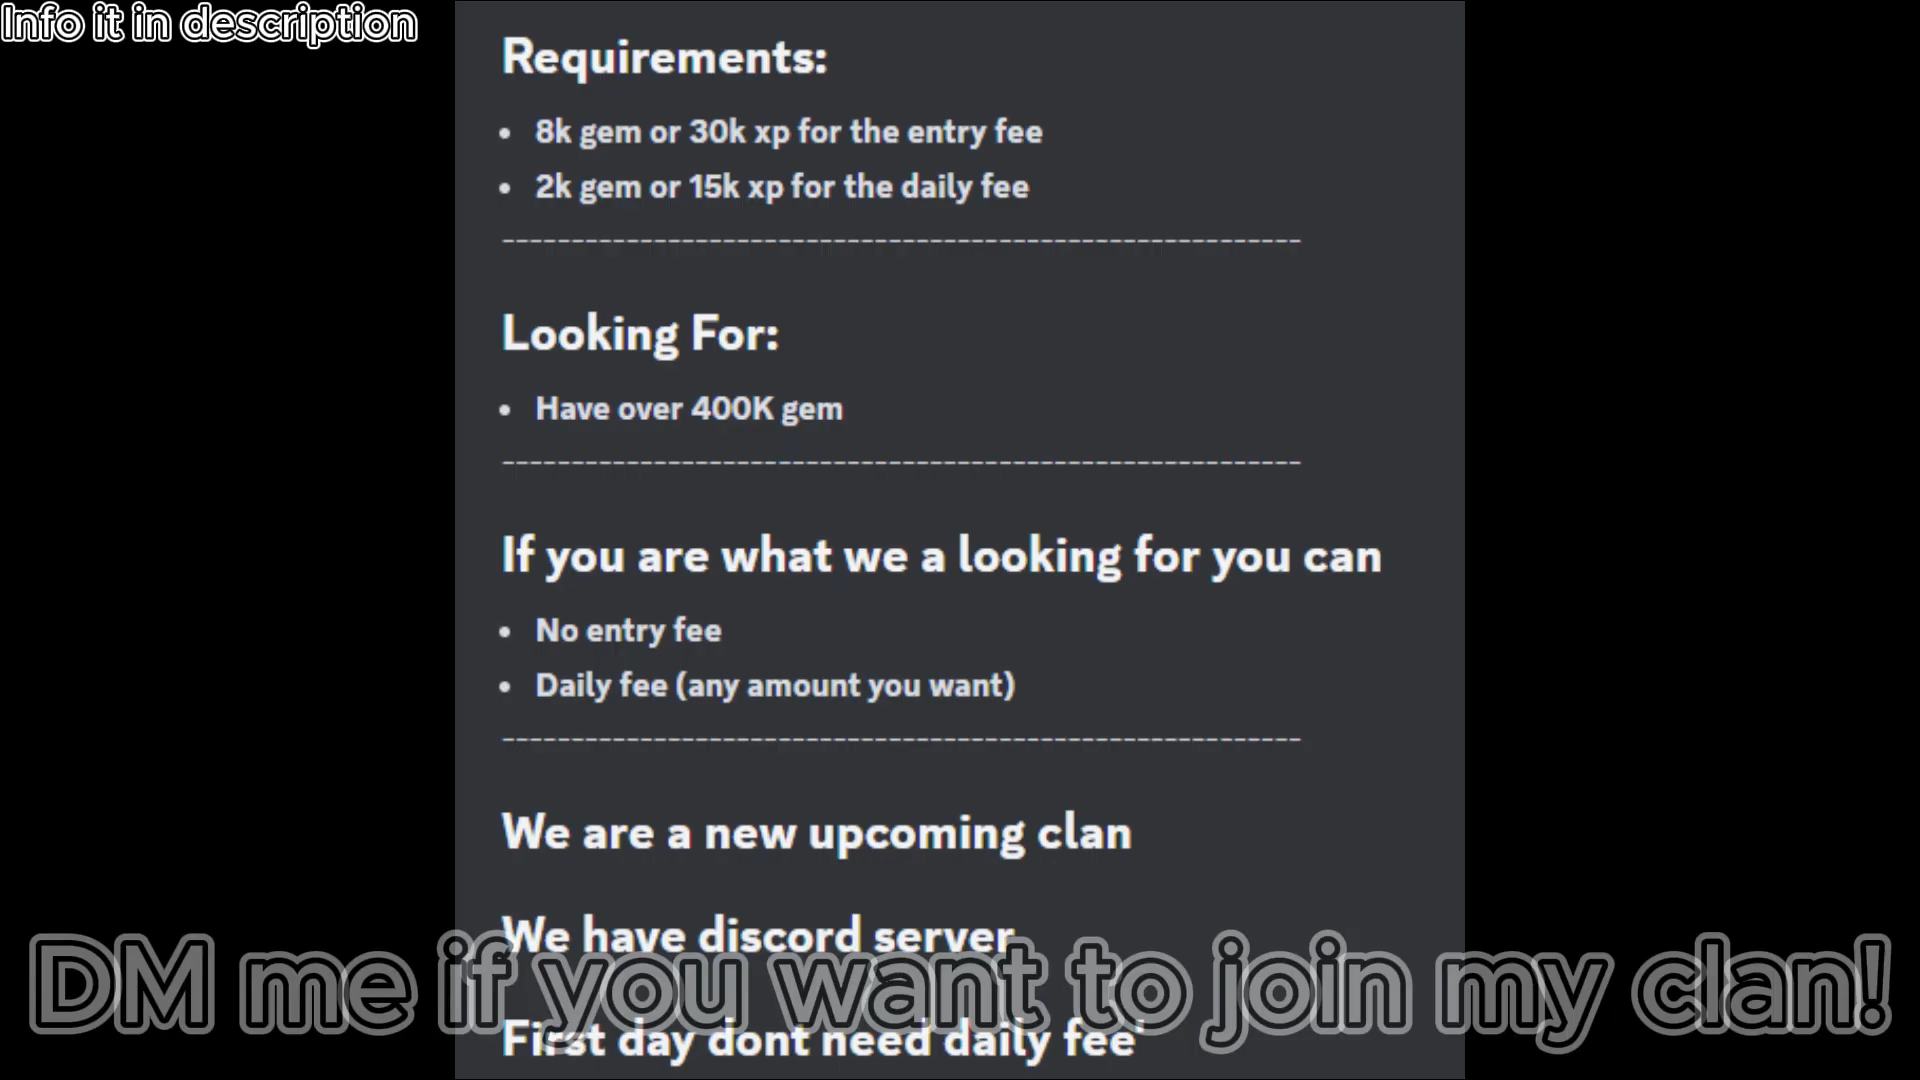 Info it in description
Requirements:
• 8k gem or 30k xp for the entry fee
• 2k gem or 15k xp for the daily fee
----------------------------------------------------------
Looking For:
• Have over 400K gem
----------------------------------------------------------
If you are what we a looking for you can
• No entry fee
• Daily fee (any amount you want)
----------------------------------------------------------
We are a new upcoming clan
We have discord server
DM me if you want to join my clan!
First day dont need daily fee'